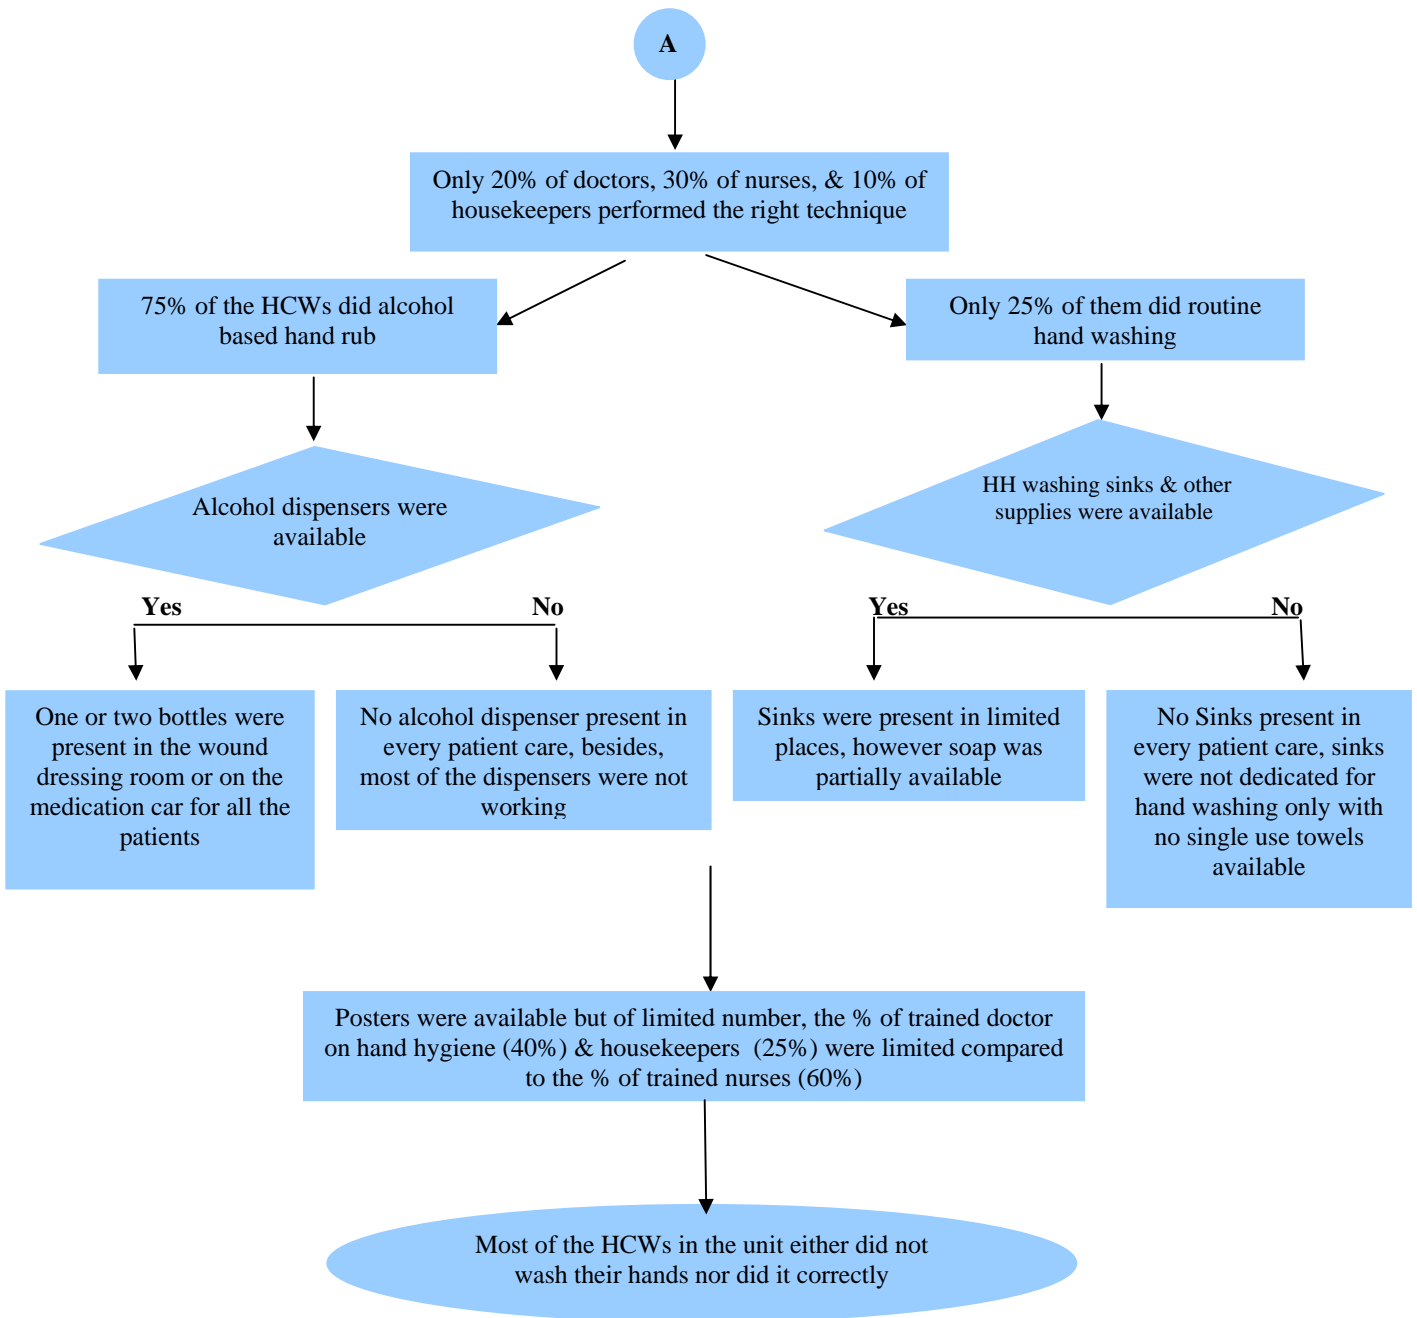 A
Only 20% of doctors, 30% of nurses, & 10% of
housekeepers performed the right technique
75% of the HCWs did alcohol
based hand rub
Only 25% of them did routine
hand washing
Alcohol dispensers were
available
HH washing sinks & other
supplies were available
Yes
No
Yes
No
One or two bottles were
present in the wound
dressing room or on the
medication car for all the
patients
No alcohol dispenser present in
every patient care, besides,
most of the dispensers were not
working
Sinks were present in limited
places, however soap was
partially available
No Sinks present in
every patient care, sinks
were not dedicated for
hand washing only with
no single use towels
available
Posters were available but of limited number, the % of trained doctor
on hand hygiene (40%) & housekeepers (25%) were limited compared
to the % of trained nurses (60%)
Most of the HCWs in the unit either did not
wash their hands nor did it correctly